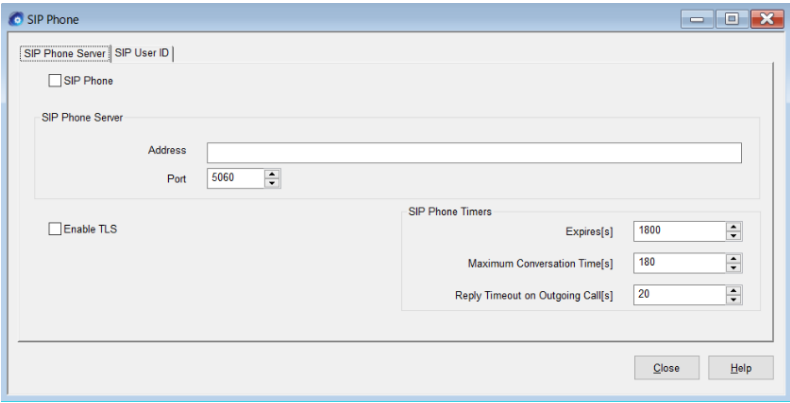 SIP Phone
SIP Phone Server SIP User ID
SIP Phone
SIP Phone Server
Address
Port 5060
Enable TLS
SIP Phone Timers
Expires[s] 1800
Maximum Conversation Time[s] 180
Reply Timeout on Outgoing Call[s] 20
Close Help